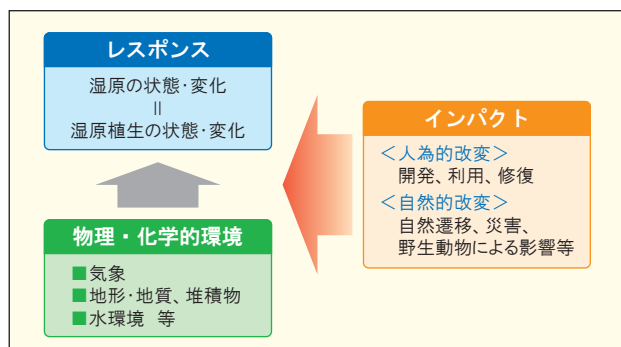 レスポンス
湿原の状態・変化
＝
湿原植生の状態・変化
物理・化学的環境
■気象
■地形・地質、堆積物
■水環境 等
インパクト
＜人為的改変＞
開発、利用、修復
＜自然的改変＞
自然遷移、災害、
野生動物による影響等